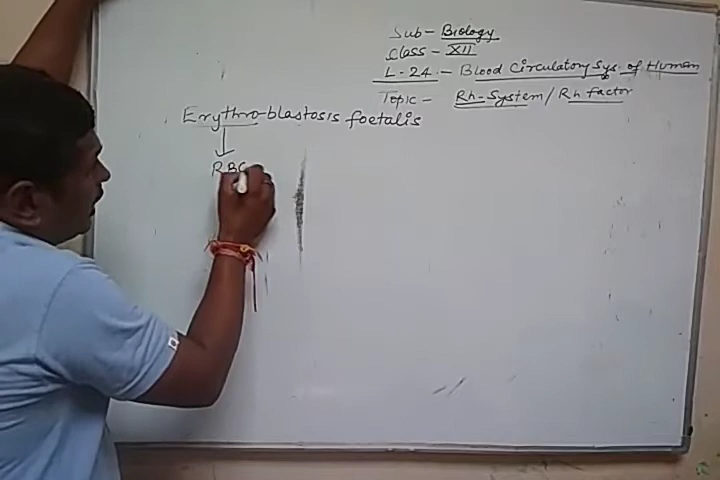 Sub- Biology
Class- XII
L-24 - Blood Circulatory Sys. of Human
Topic- Rh-System/Rh factor
Erythro-blastosis foetalis
RBC